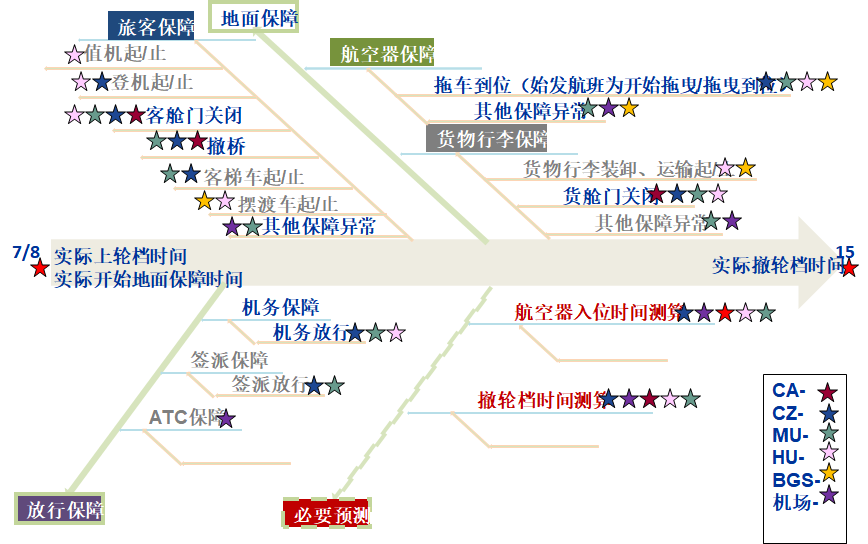 旅客保障
地面保障
值机起/止
登机起/止
客舱门关闭
撤桥
客梯车起/止
摆渡车起/止
其他保障异常
航空器保障
拖车到位（始发航班为开始拖曳/拖曳到位）
其他保障异常
货物行李保障
货物行李装卸、运输起/
货舱门关闭
其他保障异常
7/8
实际上轮档时间
实际开始地面保障时间
15
实际撤轮档时间
机务保障
机务放行
签派保障
签派放行
ATC保障
放行保障
航空器入位时间测算
撤轮档时间测算
必要预测
CA-
CZ-
MU-
HU-
BGS-
机场-